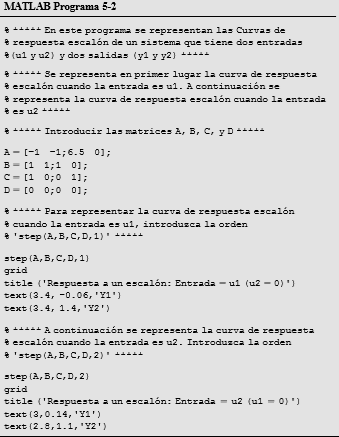 MATLAB Programa 5-2
% ***** En este programa se representan las Curvas de
% respuesta escalón de un sistema que tiene dos entradas
% (u1 y u2) y dos salidas (y1 y y2) *****
% ***** Se representa en primer lugar la curva de respuesta
% escalón cuando la entrada es u1. A continuación se
% representa la curva de respuesta escalón cuando la entrada
% es u2 *****
% ***** Introducir las matrices A, B, C, y D *****
A = [-1 -1;6.5 0];
B = [1 1;1 0];
C = [1 0;0 1];
D = [0 0;0 0];
% ***** Para representar la curva de respuesta escalón
% cuando la entrada es u1, introduzca la orden
% 'step(A,B,C,D,1)' *****
step(A,B,C,D,1)
grid
title ('Respuesta a un escalón: Entrada = u1 (u2 = 0)')
text(3.4, -0.06,'Y1')
text(3.4, 1.4,'Y2')
% ***** A continuación se representa la curva de respuesta
% escalón cuando la entrada es u2. Introduzca la orden
% 'step(A,B,C,D,2)' *****
step(A,B,C,D,2)
grid
title ('Respuesta a un escalón: Entrada = u2 (u1 = 0)')
text(3,0.14,'Y1')
text(2.8,1.1,'Y2')